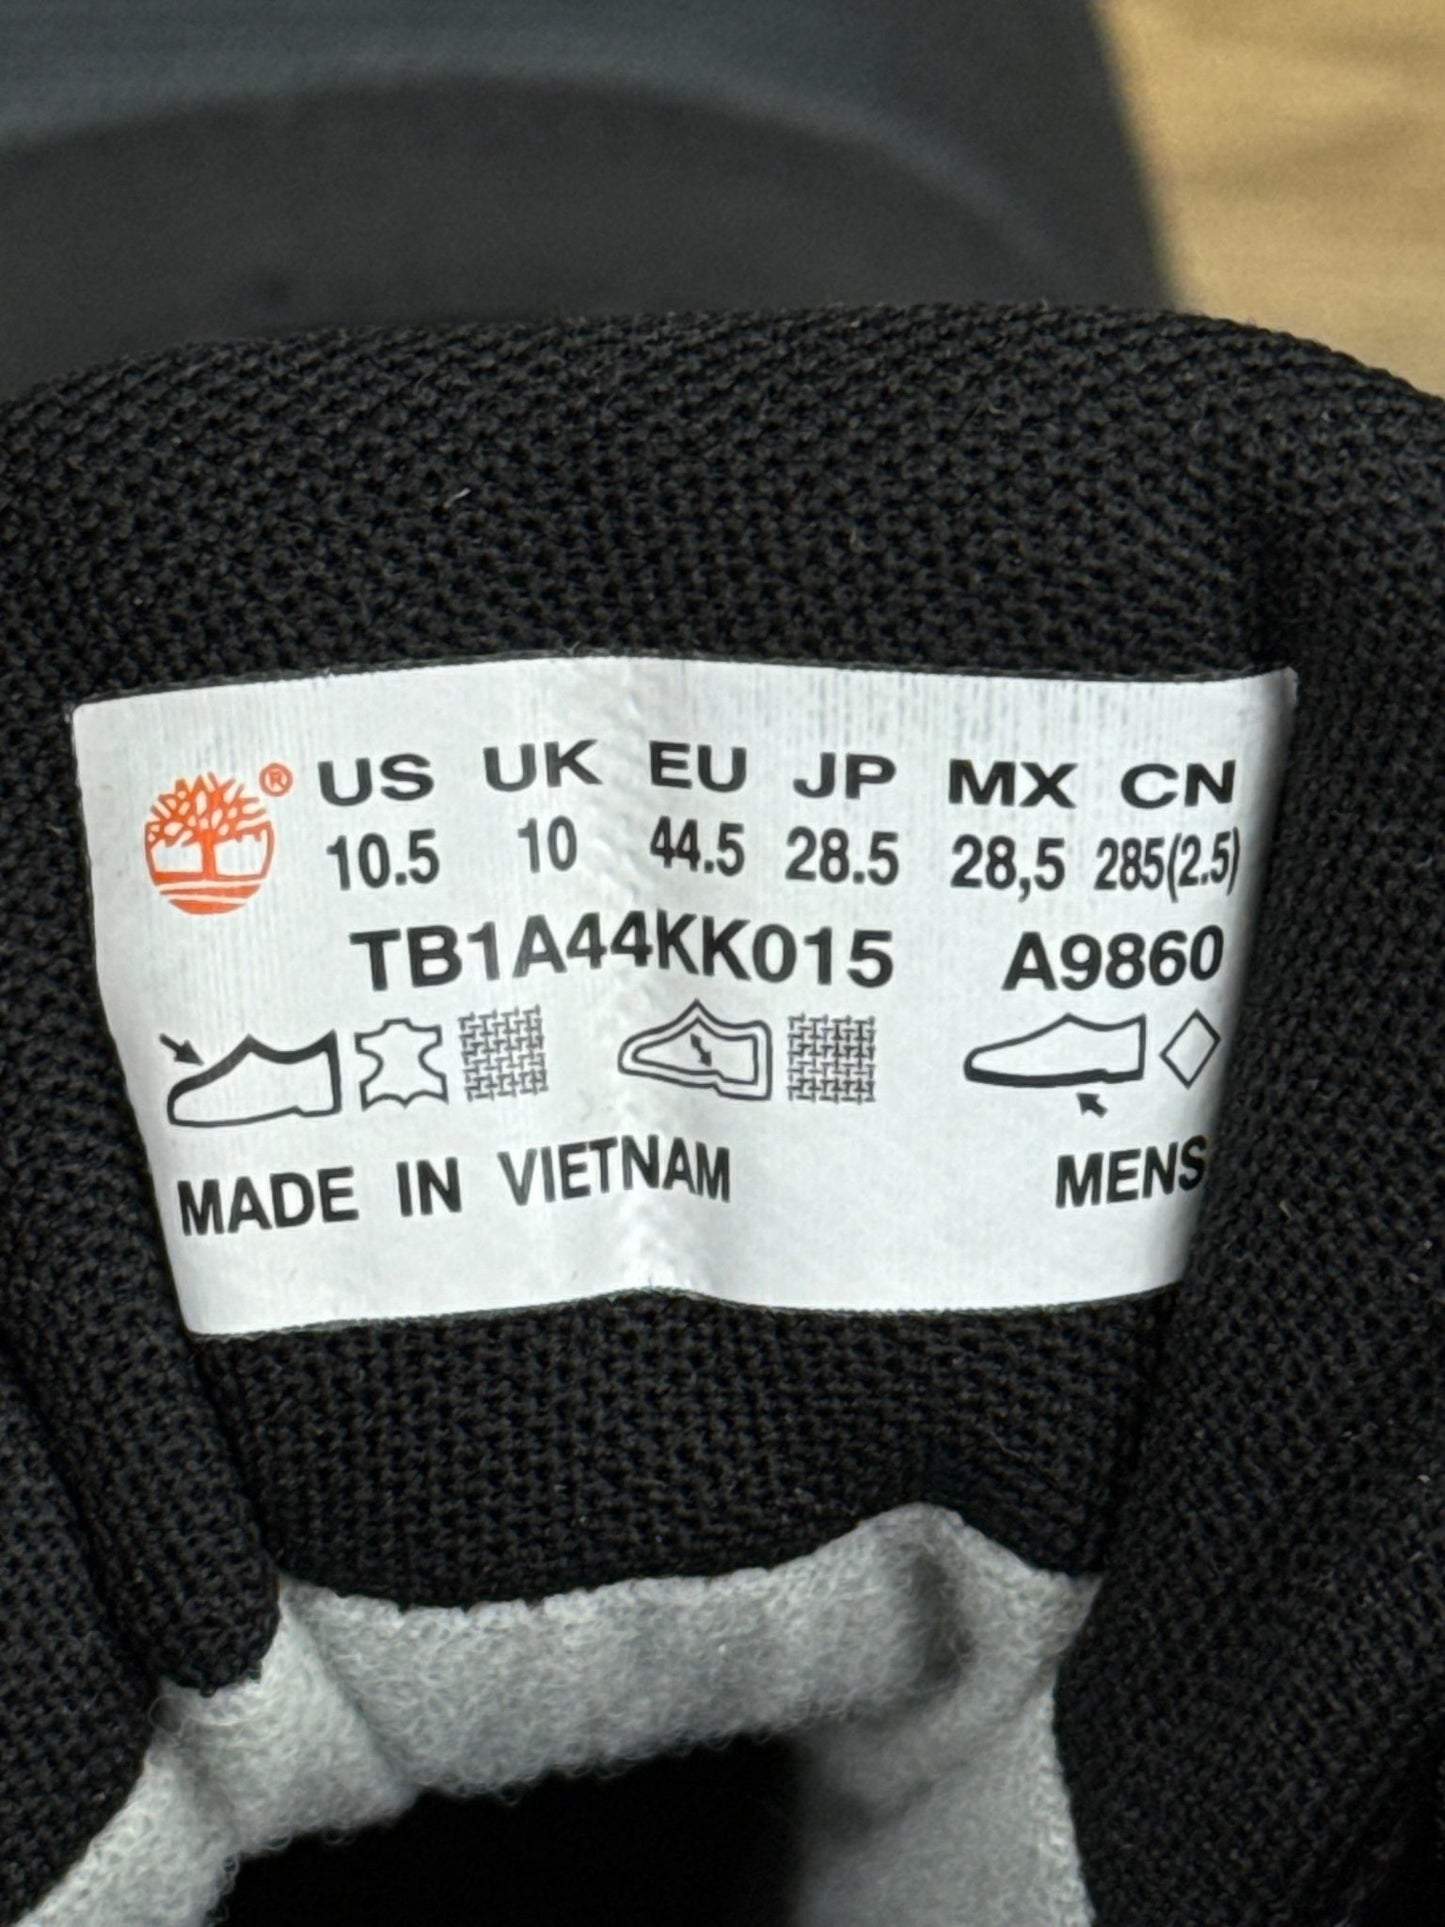 ® US UK EU JP MX CN
10.5 10 44.5 28.5 28,5 285(2.5)
TB1A44KK015 A9860
MADE IN VIETNAM MENS